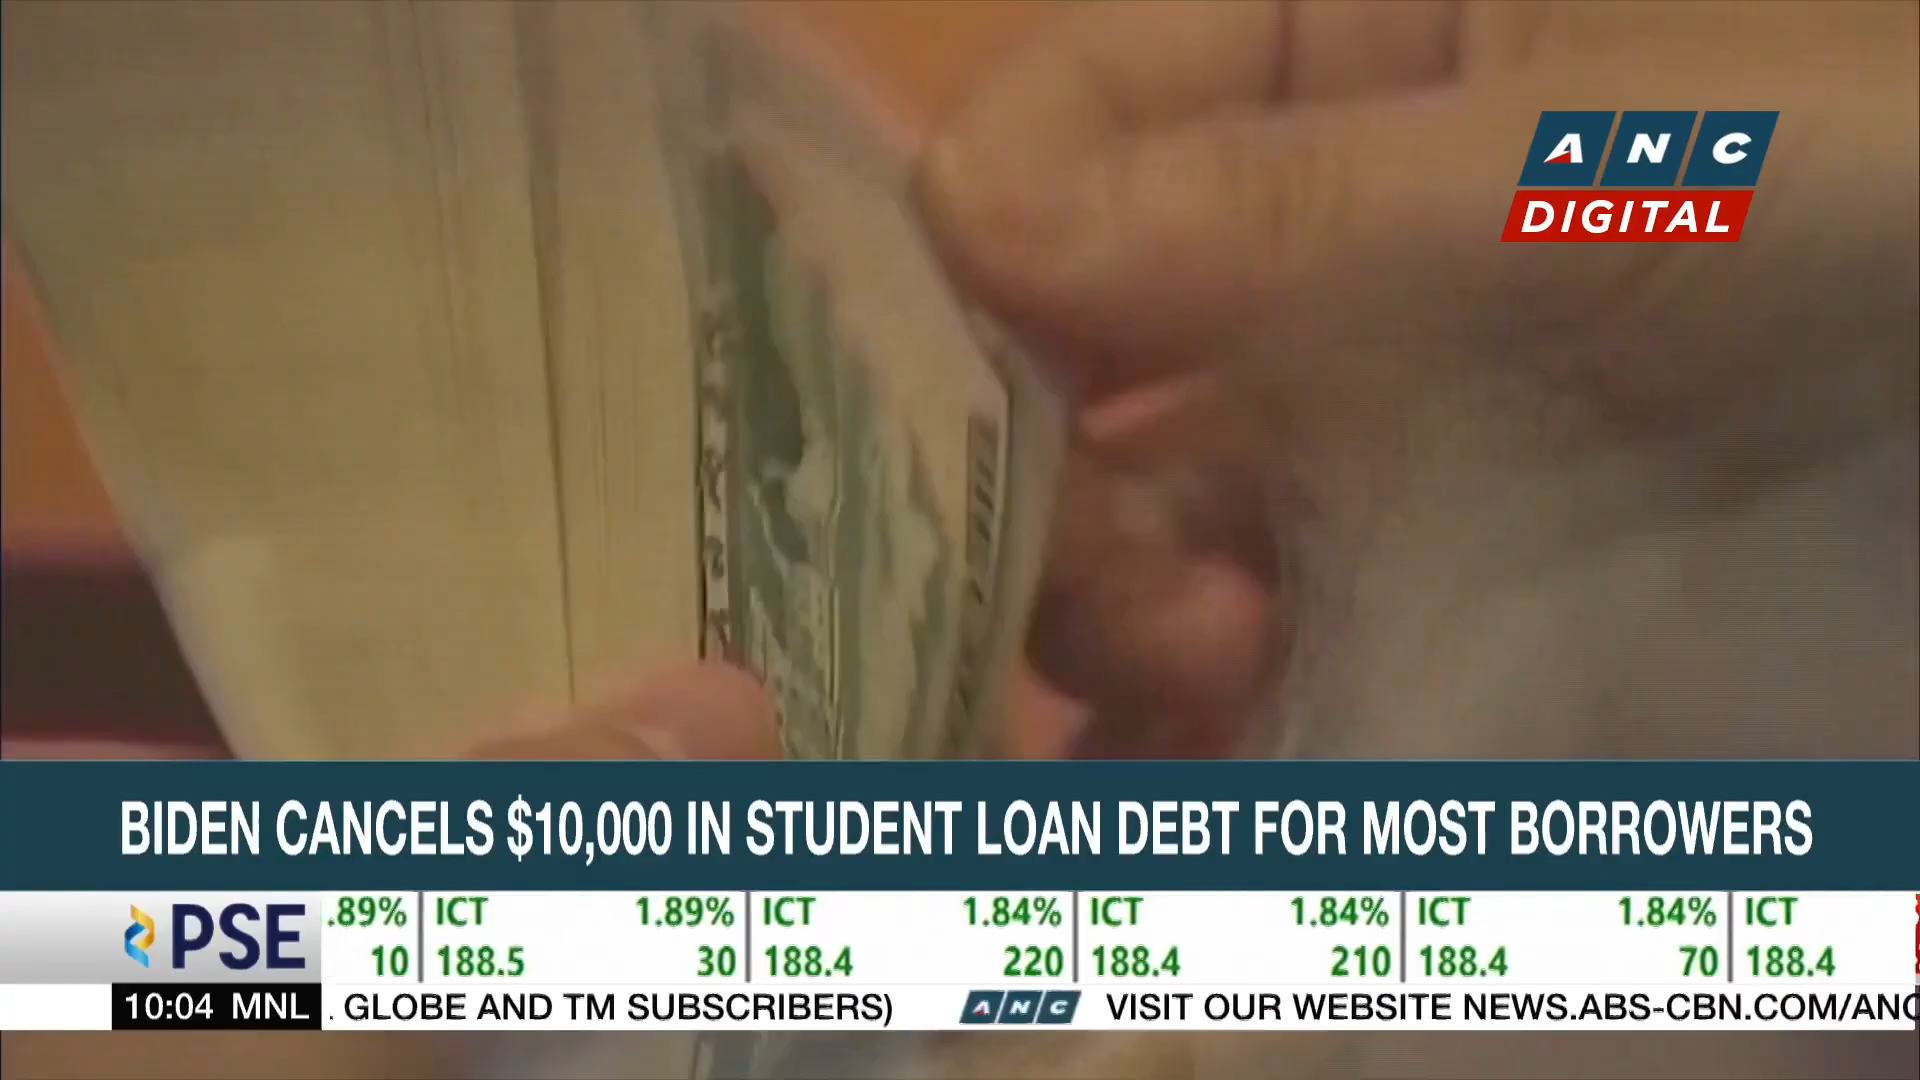 ANC
DIGITAL
BIDEN CANCELS $10,000 IN STUDENT LOAN DEBT FOR MOST BORROWERS
PSE
.89% ICT 1.89% ICT 1.84% ICT 1.84% ICT 1.84% ICT
10 188.5 30 188.4 220 188.4 210 188.4 70 188.4
10:04 MNL . GLOBE AND TM SUBSCRIBERS) ANC VISIT OUR WEBSITE NEWS.ABS-CBN.COM/ANC